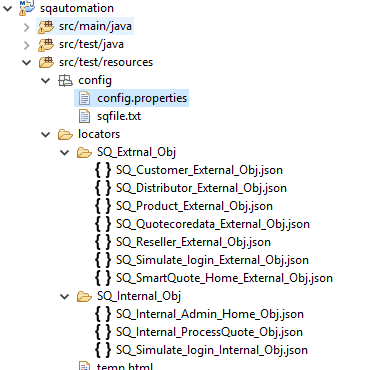 sqautomation
src/main/java
src/test/java
src/test/resources
config
config.properties
sqfile.txt
locators
SQ_Extrnal_Obj
SQ_Customer_External_Obj.json
SQ_Distributor_External_Obj.json
SQ_Product_External_Obj.json
SQ_Quotecoredata_External_Obj.json
SQ_Reseller_External_Obj.json
SQ_Simulate_login_External_Obj.json
SQ_SmartQuote_Home_External_Obj.json
SQ_Internal_Obj
SQ_Internal_Admin_Home_Obj.json
SQ_Internal_ProcessQuote_Obj.json
SQ_Simulate_login_Internal_Obj.json
temp.html